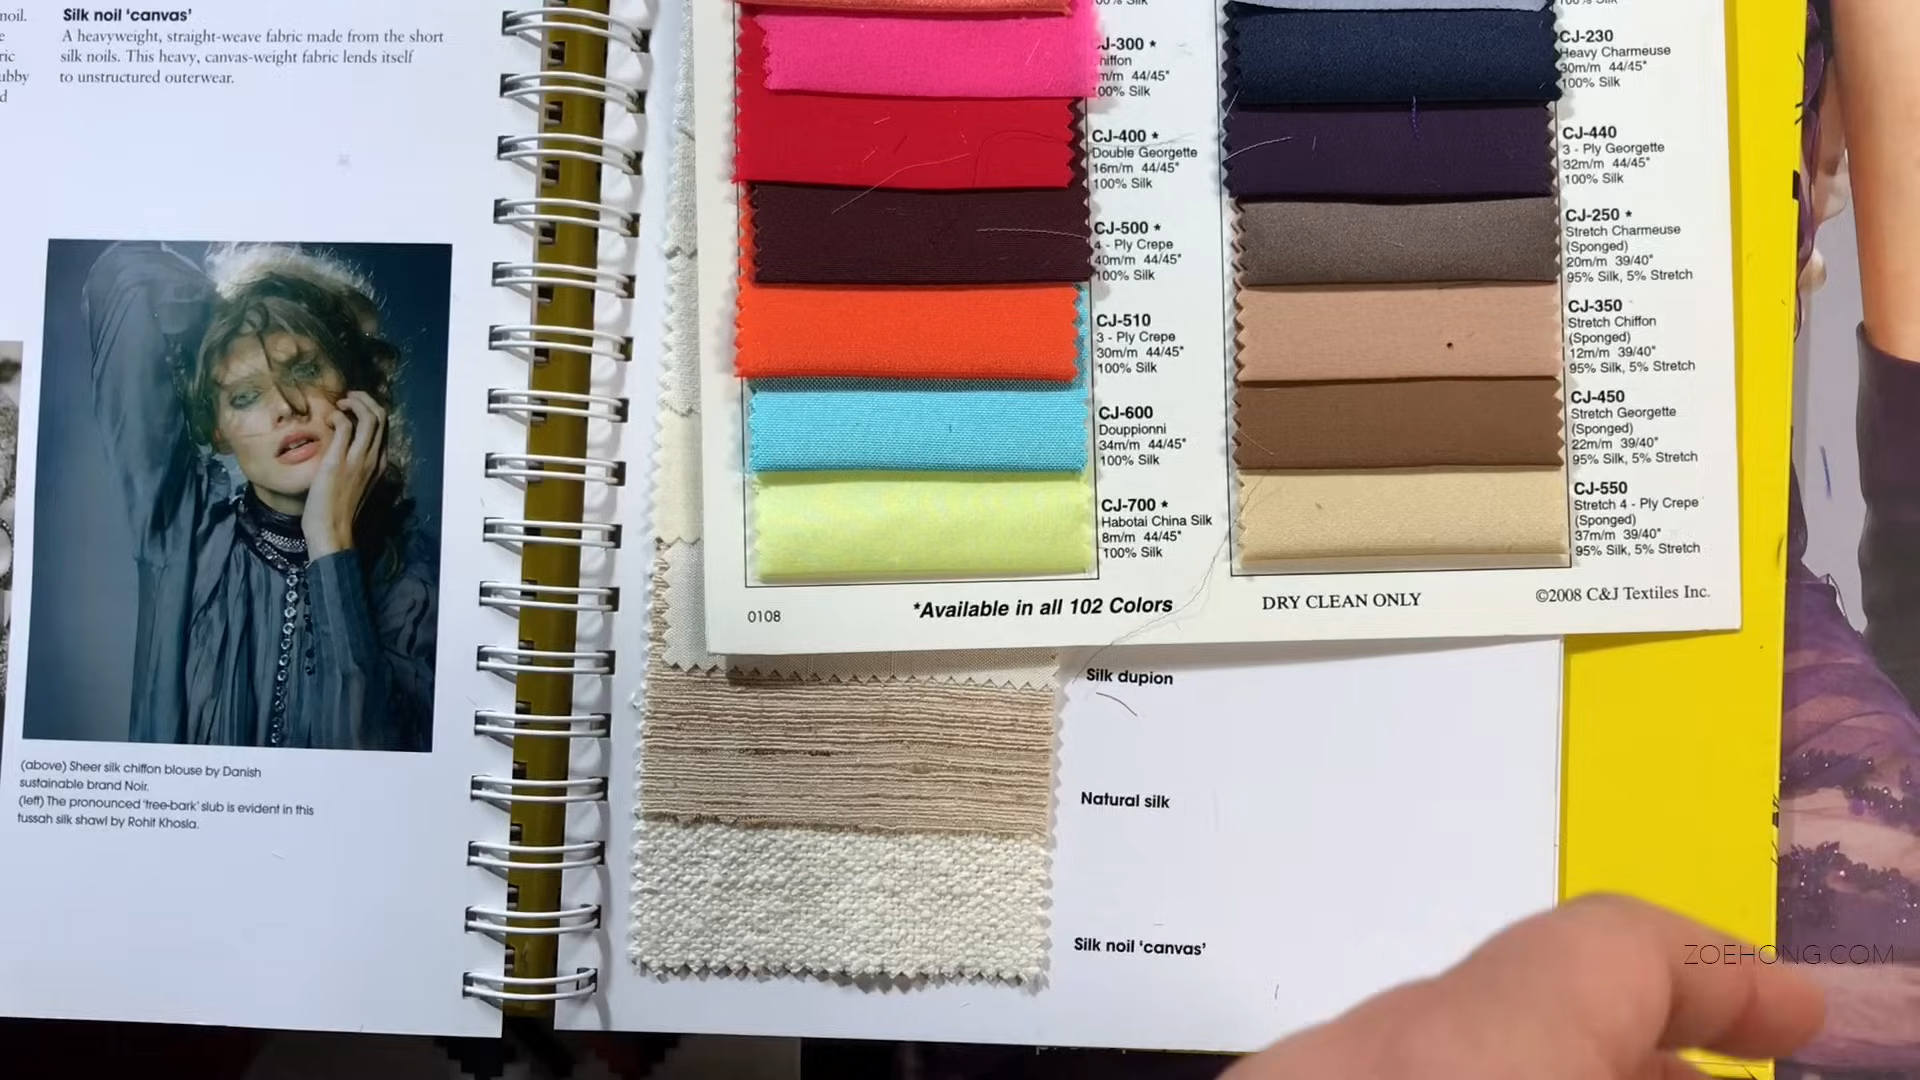 noil.
Silk noil ‘canvas’
A heavyweight, straight-weave fabric made from the short
silk noils. This heavy, canvas-weight fabric lends itself
to unstructured outerwear.
(above) Sheer silk chiffon blouse by Danish
sustainable brand Noir.
(left) The pronounced ‘tree-bark’ slub is evident in this
tussah silk shawl by Rohit Khosla.
CJ-300 *
44/45"
100% Silk
CJ-400 *
Double Georgette
16m/m 44/45"
100% Silk
CJ-500 *
4 - Ply Crepe
40m/m 44/45"
100% Silk
CJ-510
3 - Ply Crepe
30m/m 44/45"
100% Silk
CJ-600
Douppionni
34m/m 44/45"
100% Silk
CJ-700 *
Habotai China Silk
8m/m 44/45"
100% Silk
CJ-230
Heavy Charmeuse
30m/m 44/45"
100% Silk
CJ-440
3 - Ply Georgette
32m/m 44/45"
100% Silk
CJ-250 *
Stretch Charmeuse
(Sponged)
20m/m 39/40"
95% Silk, 5% Stretch
CJ-350
Stretch Chiffon
(Sponged)
12m/m 39/40"
95% Silk, 5% Stretch
CJ-450
Stretch Georgette
(Sponged)
22m/m 39/40"
95% Silk, 5% Stretch
CJ-550
Stretch 4 - Ply Crepe
(Sponged)
37m/m 39/40"
95% Silk, 5% Stretch
0108
*Available in all 102 Colors
DRY CLEAN ONLY
©2008 C&J Textiles Inc.
Silk dupion
Natural silk
Silk noil ‘canvas’
ZOEHONG.COM